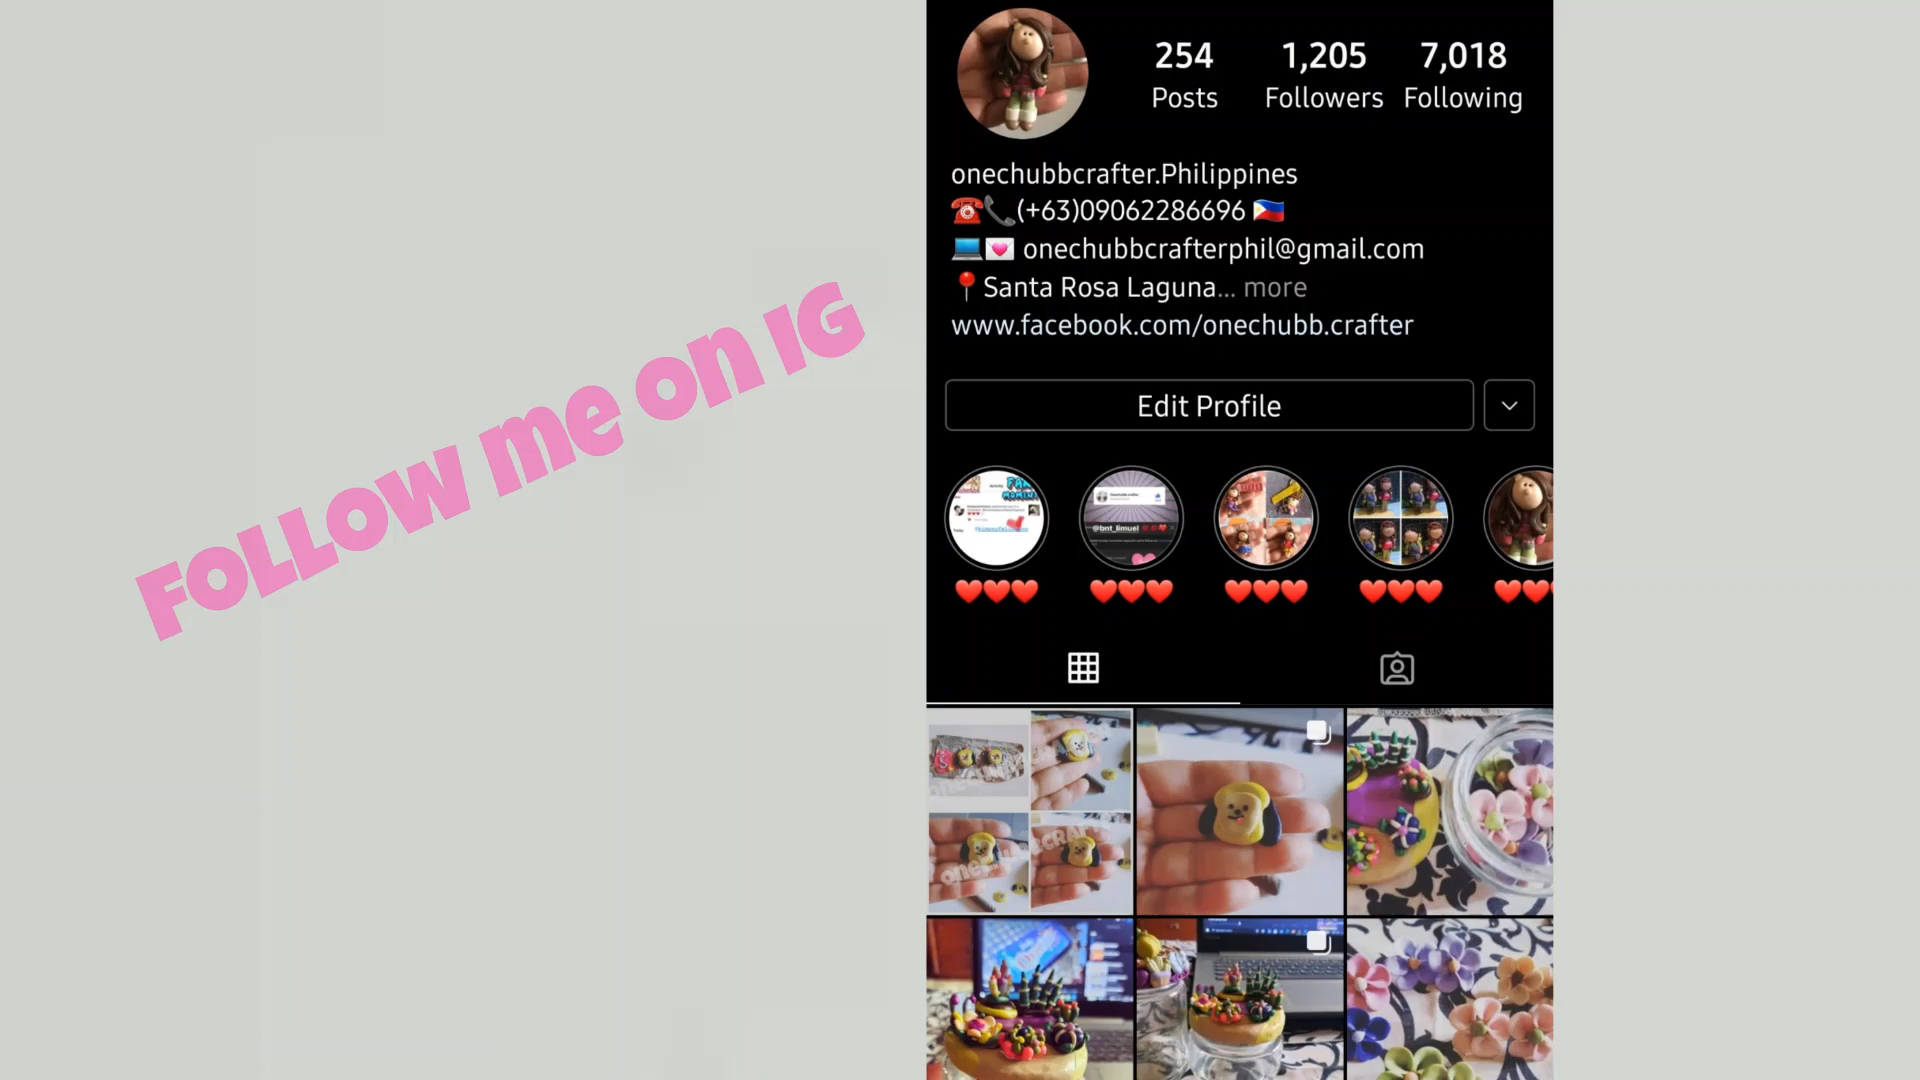 FOLLOW me on IG
254
Posts
1,205
Followers
7,018
Following
onechubbcrafter.Philippines
(+63)09062286696
onechubbcrafterphil@gmail.com
Santa Rosa Laguna... more
www.facebook.com/onechubb.crafter
Edit Profile
@bnt_limuel